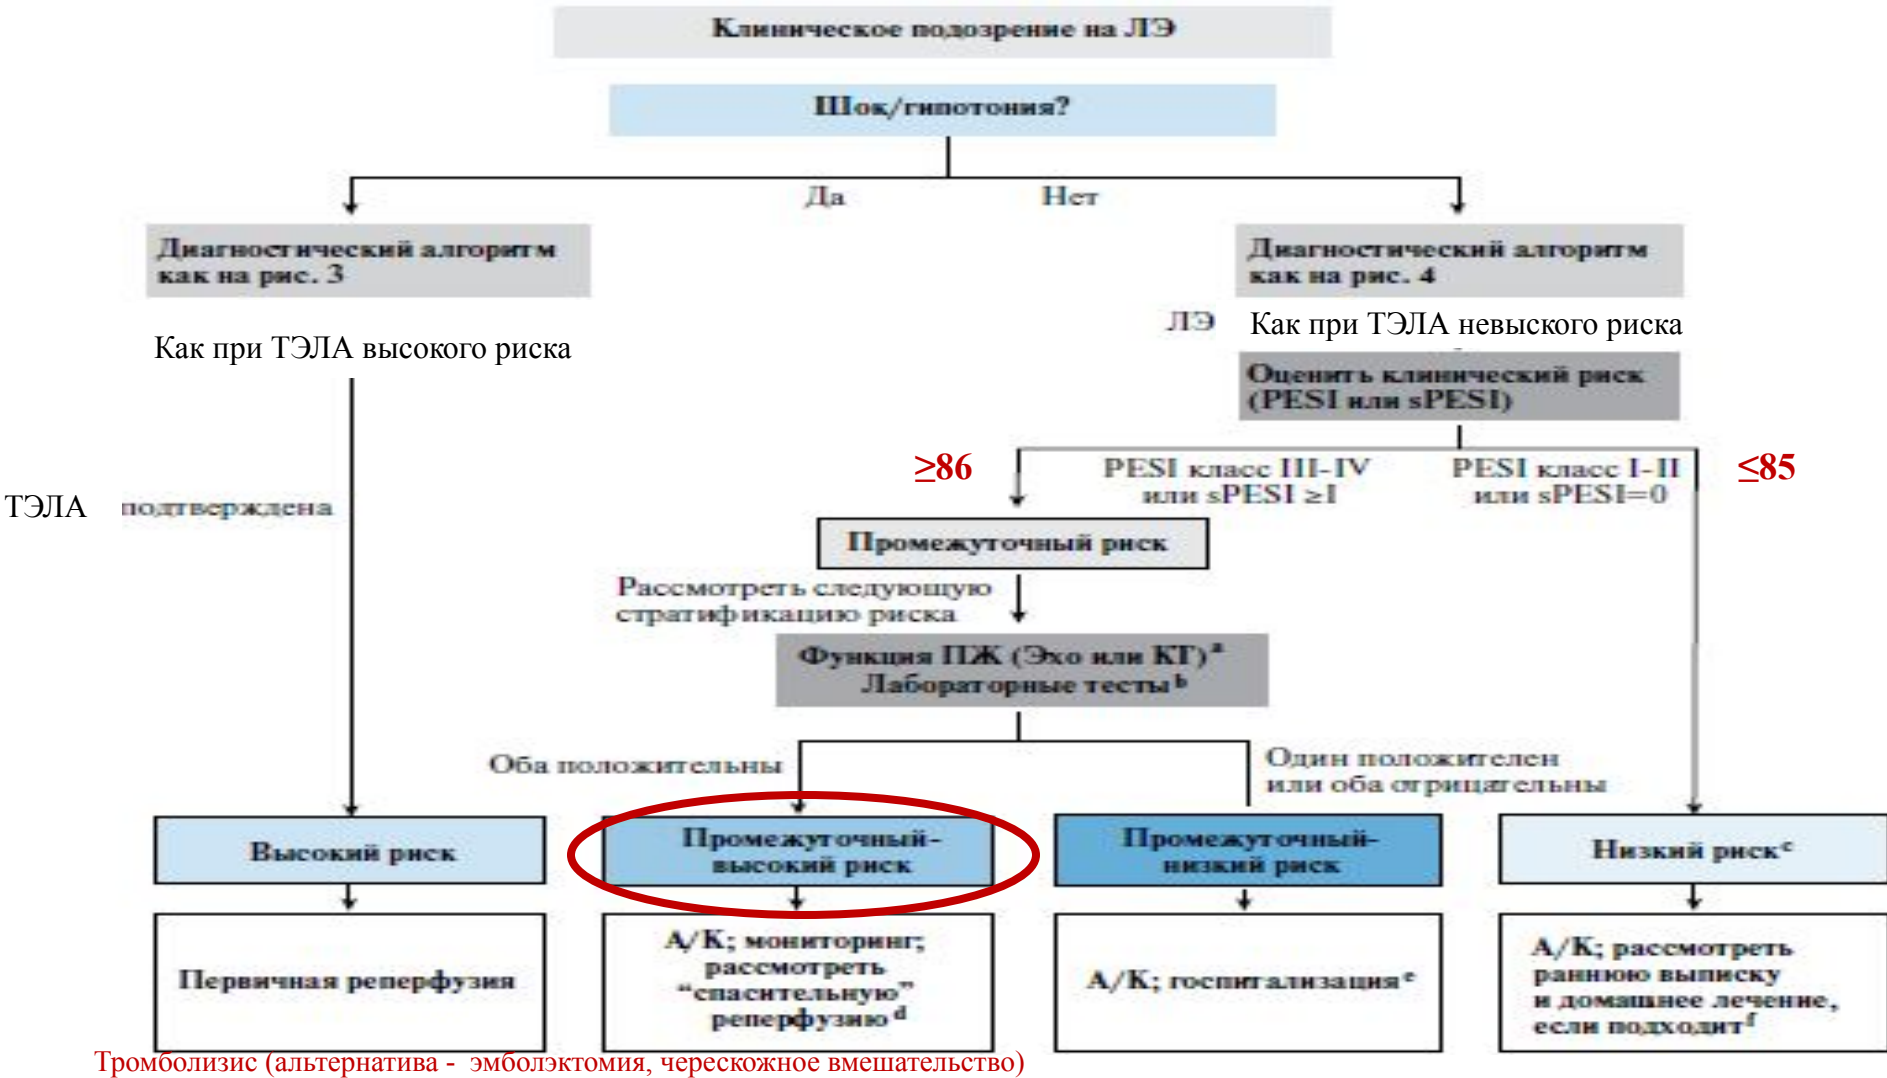 Клиническое подозрение на ЛЭ
Шок/гипотония?
Да
Нет
Диагностический алгоритм
как на рис. 3
Диагностический алгоритм
как на рис. 4
Как при ТЭЛА высокого риска
ЛЭ
Как при ТЭЛА невыского риска
Оценить клинический риск
(PESI или sPESI)
≥86
PESI класс III-IV
или sPESI ≥I
PESI класс I-II
или sPESI=0
≤85
ТЭЛА
подтверждена
Промежуточный риск
Рассмотреть следующую
стратификацию риска
Функция ПЖ (Эхо или КТ)ᵃ
Лабораторные тестыᵇ
Оба положительны
Один положителен
или оба отрицательны
Высокий риск
Промежуточный-
высокий риск
Промежуточный-
низкий риск
Низкий рискᶜ
Первичная реперфузия
А/К; мониторинг;
рассмотреть
“спасительную”
реперфузиюᵈ
А/К; госпитализацияᵉ
А/К; рассмотреть
раннюю выписку
и домашнее лечение,
если подходитᶠ
Тромболизис (альтернатива - эмболэктомия, черескожное вмешательство)